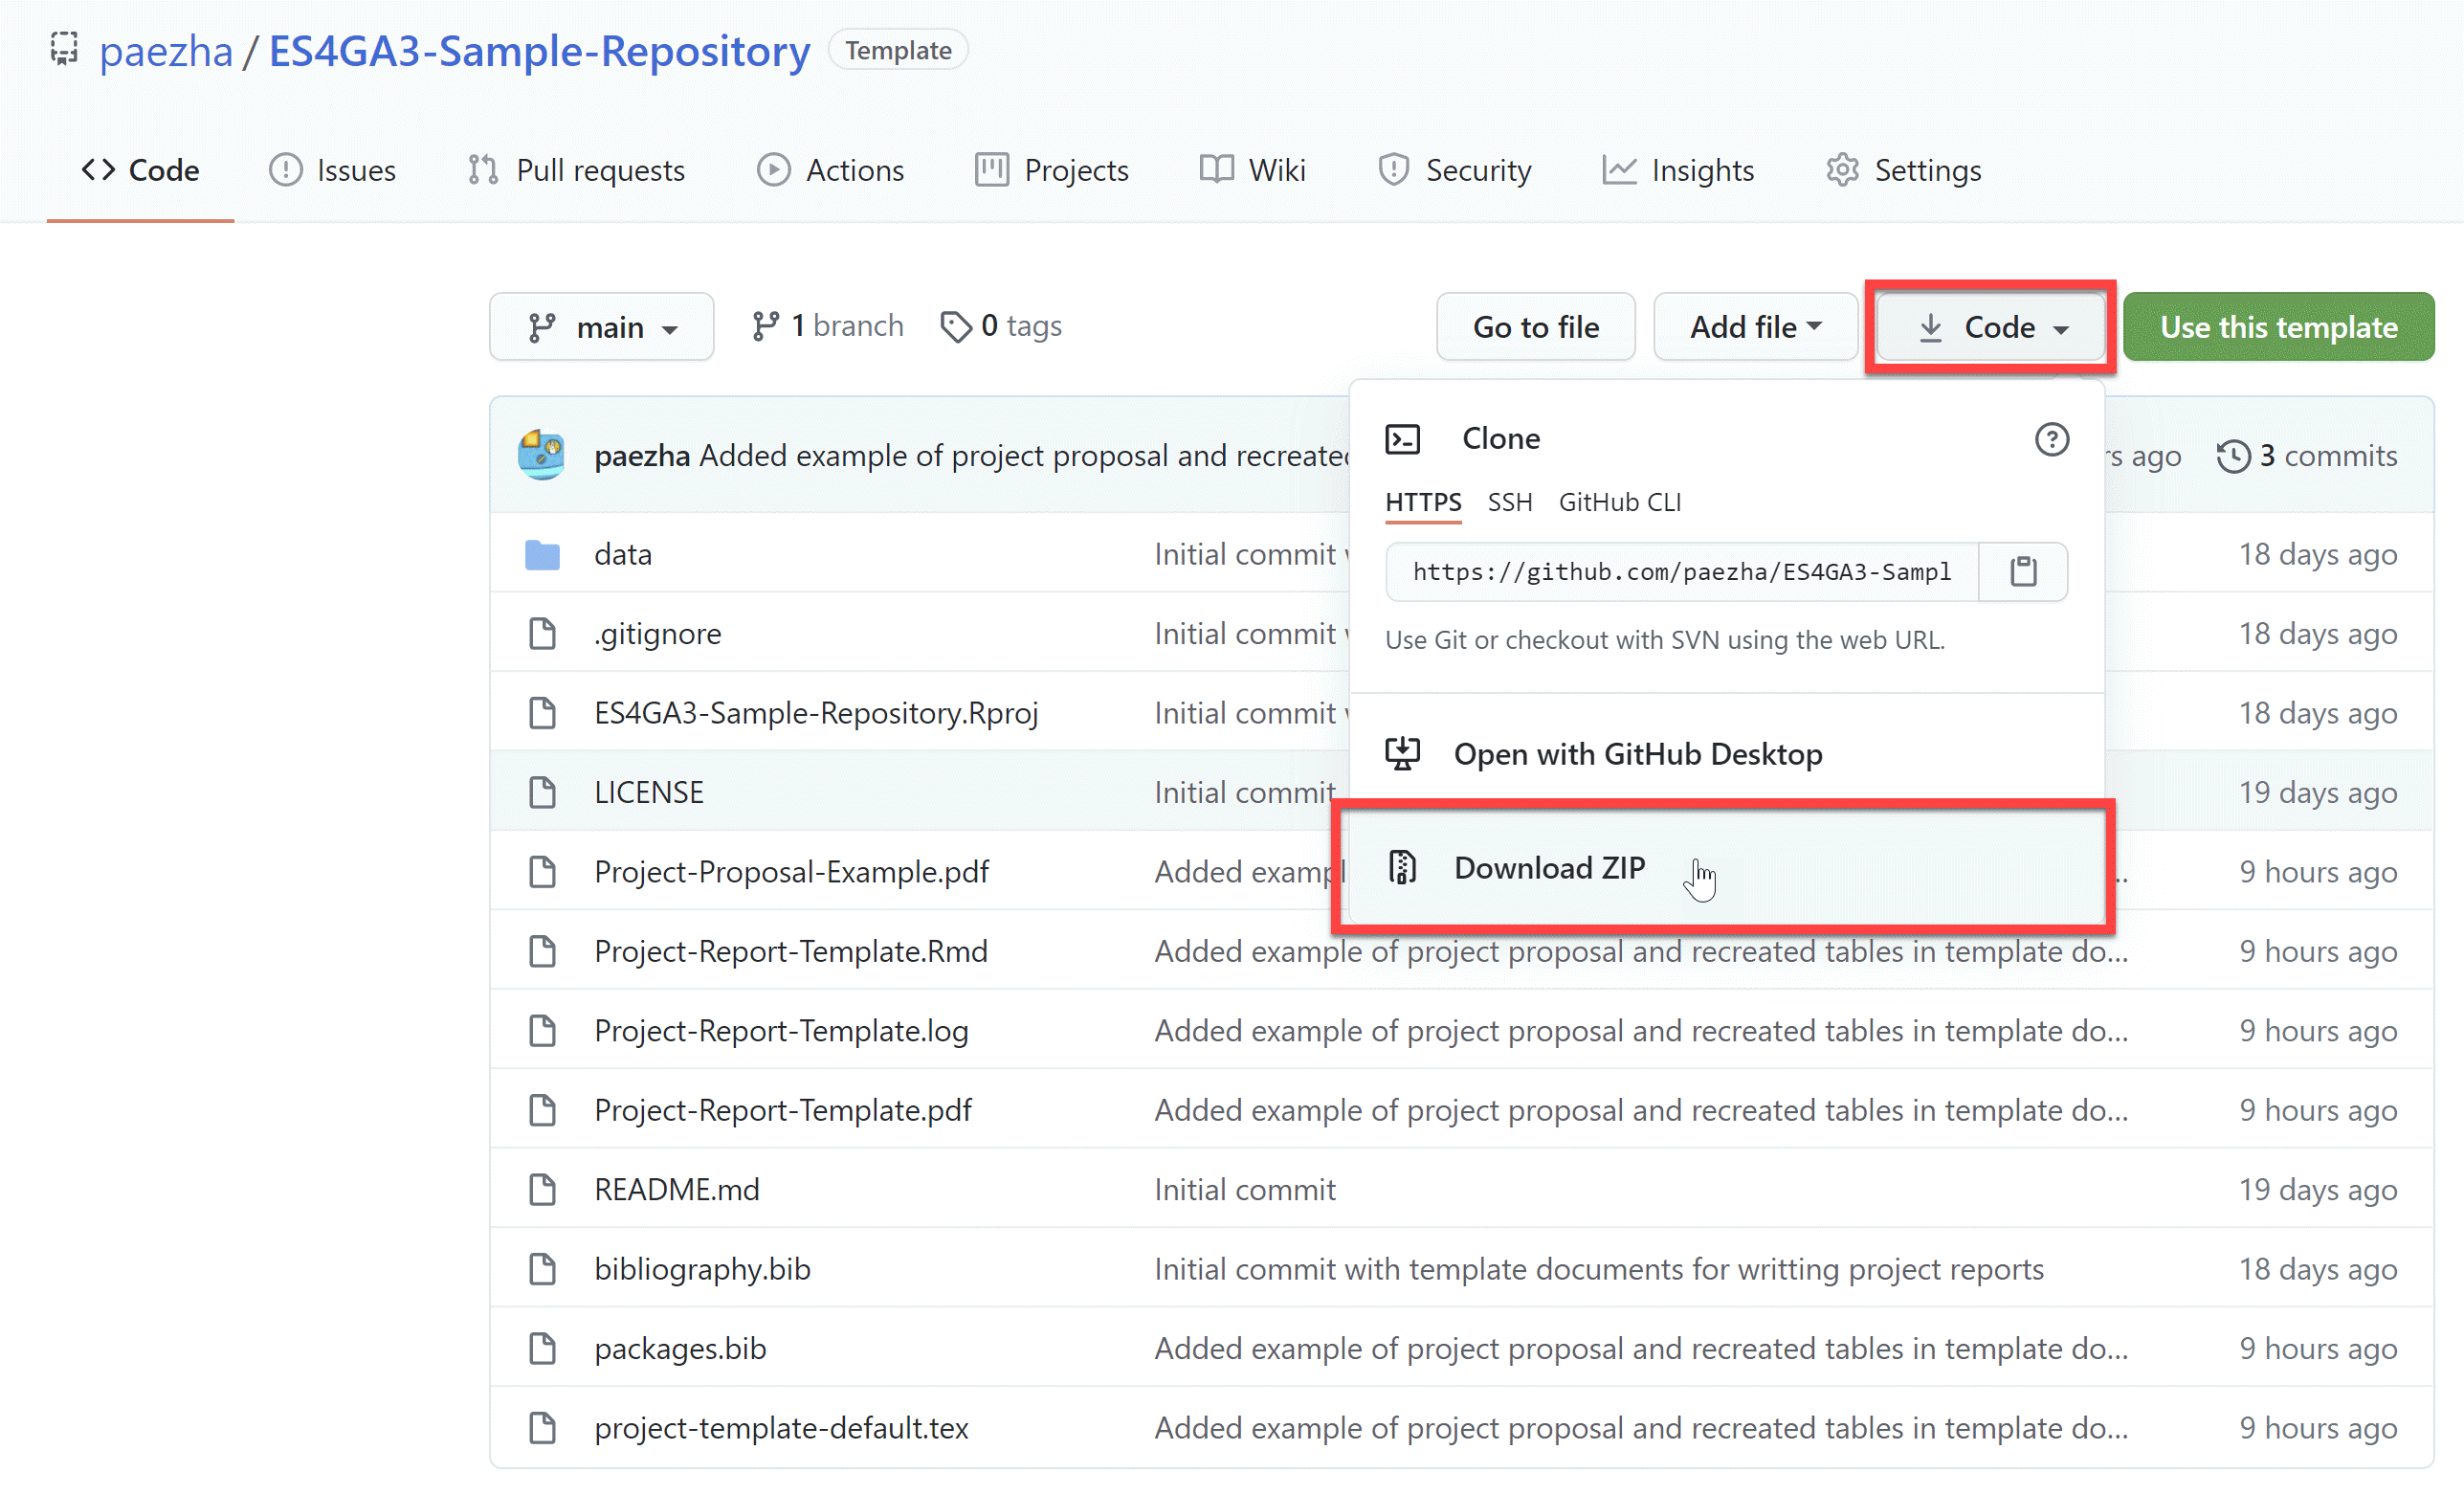 paezha / ES4GA3-Sample-Repository Template
Code Issues Pull requests Actions Projects Wiki Security Insights Settings
main 1 branch 0 tags Go to file Add file Code Use this template
paezha Added example of project proposal and recreated ago 3 commits
Clone
HTTPS SSH GitHub CLI
https://github.com/paezha/ES4GA3-Sampl
Use Git or checkout with SVN using the web URL.
Open with GitHub Desktop
Download ZIP
data Initial commit 18 days ago
.gitignore Initial commit 18 days ago
ES4GA3-Sample-Repository.Rproj Initial commit 18 days ago
LICENSE Initial commit 19 days ago
Project-Proposal-Example.pdf Added exampl .. 9 hours ago
Project-Report-Template.Rmd Added example of project proposal and recreated tables in template do... 9 hours ago
Project-Report-Template.log Added example of project proposal and recreated tables in template do... 9 hours ago
Project-Report-Template.pdf Added example of project proposal and recreated tables in template do... 9 hours ago
README.md Initial commit 19 days ago
bibliography.bib Initial commit with template documents for writting project reports 18 days ago
packages.bib Added example of project proposal and recreated tables in template do... 9 hours ago
project-template-default.tex Added example of project proposal and recreated tables in template do... 9 hours ago